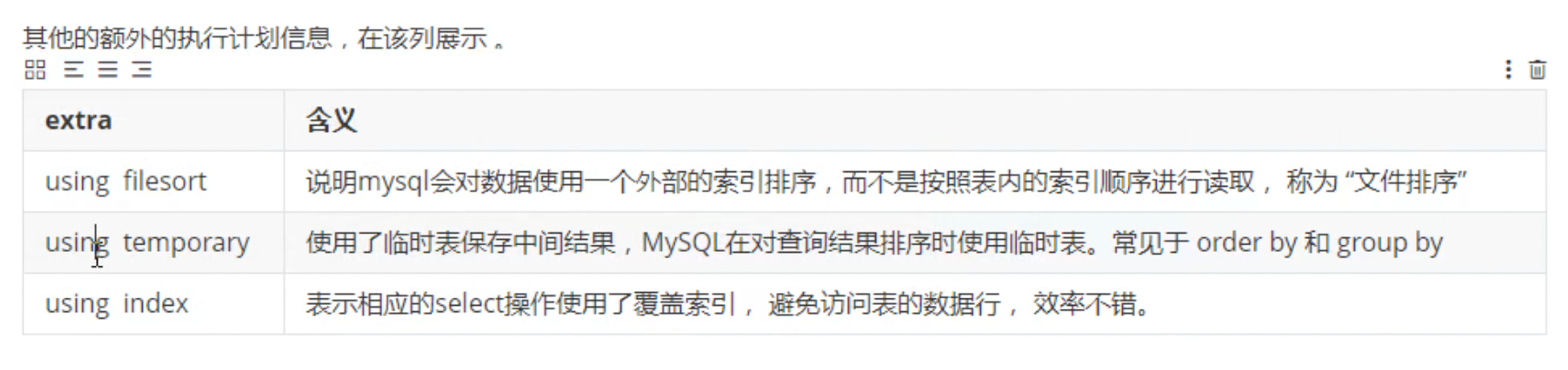 其他的额外的执行计划信息，在该列展示 。
extra 含义
using filesort 说明mysql会对数据使用一个外部的索引排序，而不是按照表内的索引顺序进行读取， 称为 “文件排序”
using temporary 使用了临时表保存中间结果，MySQL在对查询结果排序时使用临时表。常见于 order by 和 group by
using index 表示相应的select操作使用了覆盖索引， 避免访问表的数据行， 效率不错。